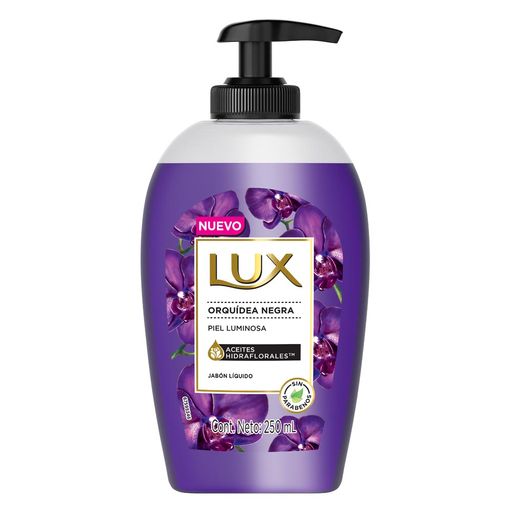 NUEVO
LUX
ORQUÍDEA NEGRA
PIEL LUMINOSA
ACEITES
HIDRAFLORALES™
JABÓN LÍQUIDO
SIN
PARABENOS
Cont. Neto: 250 mL